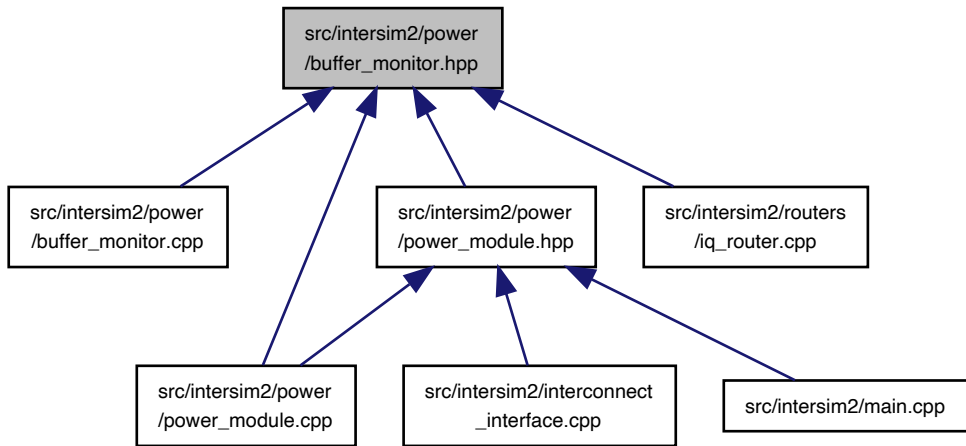 src/intersim2/power
/buffer_monitor.hpp
src/intersim2/power
/buffer_monitor.cpp
src/intersim2/power
/power_module.hpp
src/intersim2/routers
/iq_router.cpp
src/intersim2/power
/power_module.cpp
src/intersim2/interconnect
_interface.cpp
src/intersim2/main.cpp